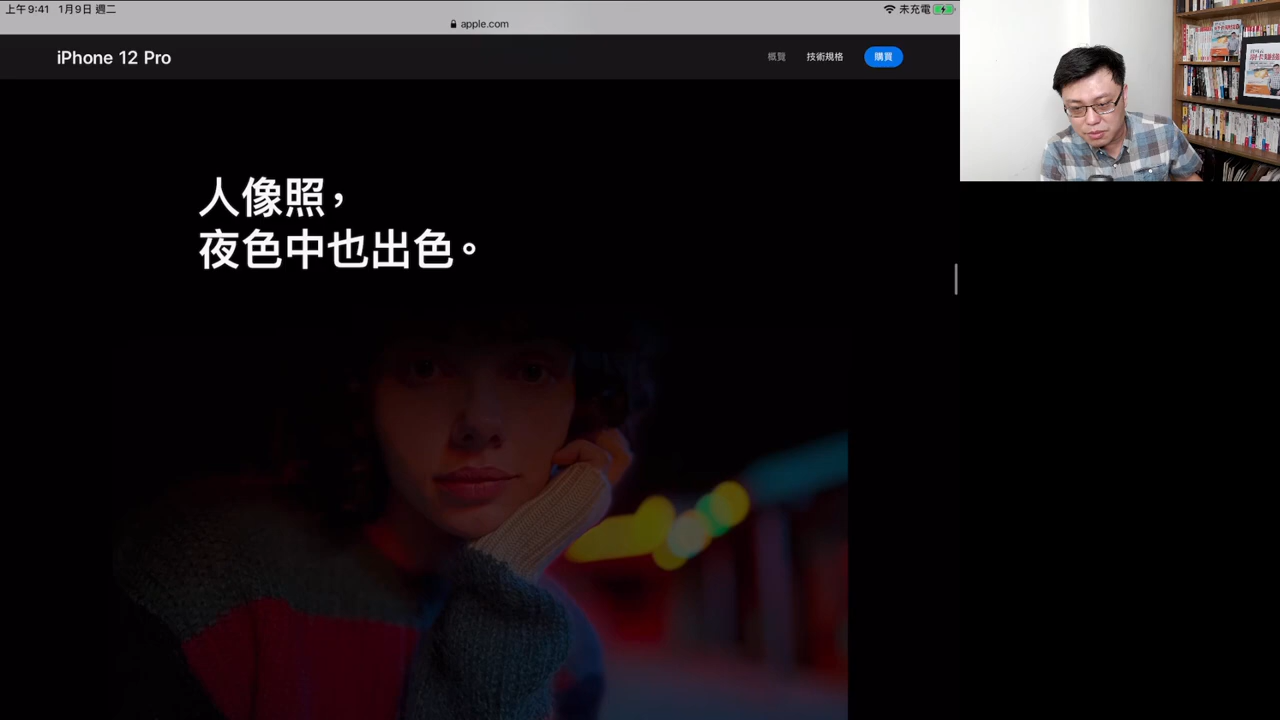 上午9:41 1月9日 週二
未充電
apple.com
iPhone 12 Pro
概覽 技術規格 購買
人像照，
夜色中也出色。